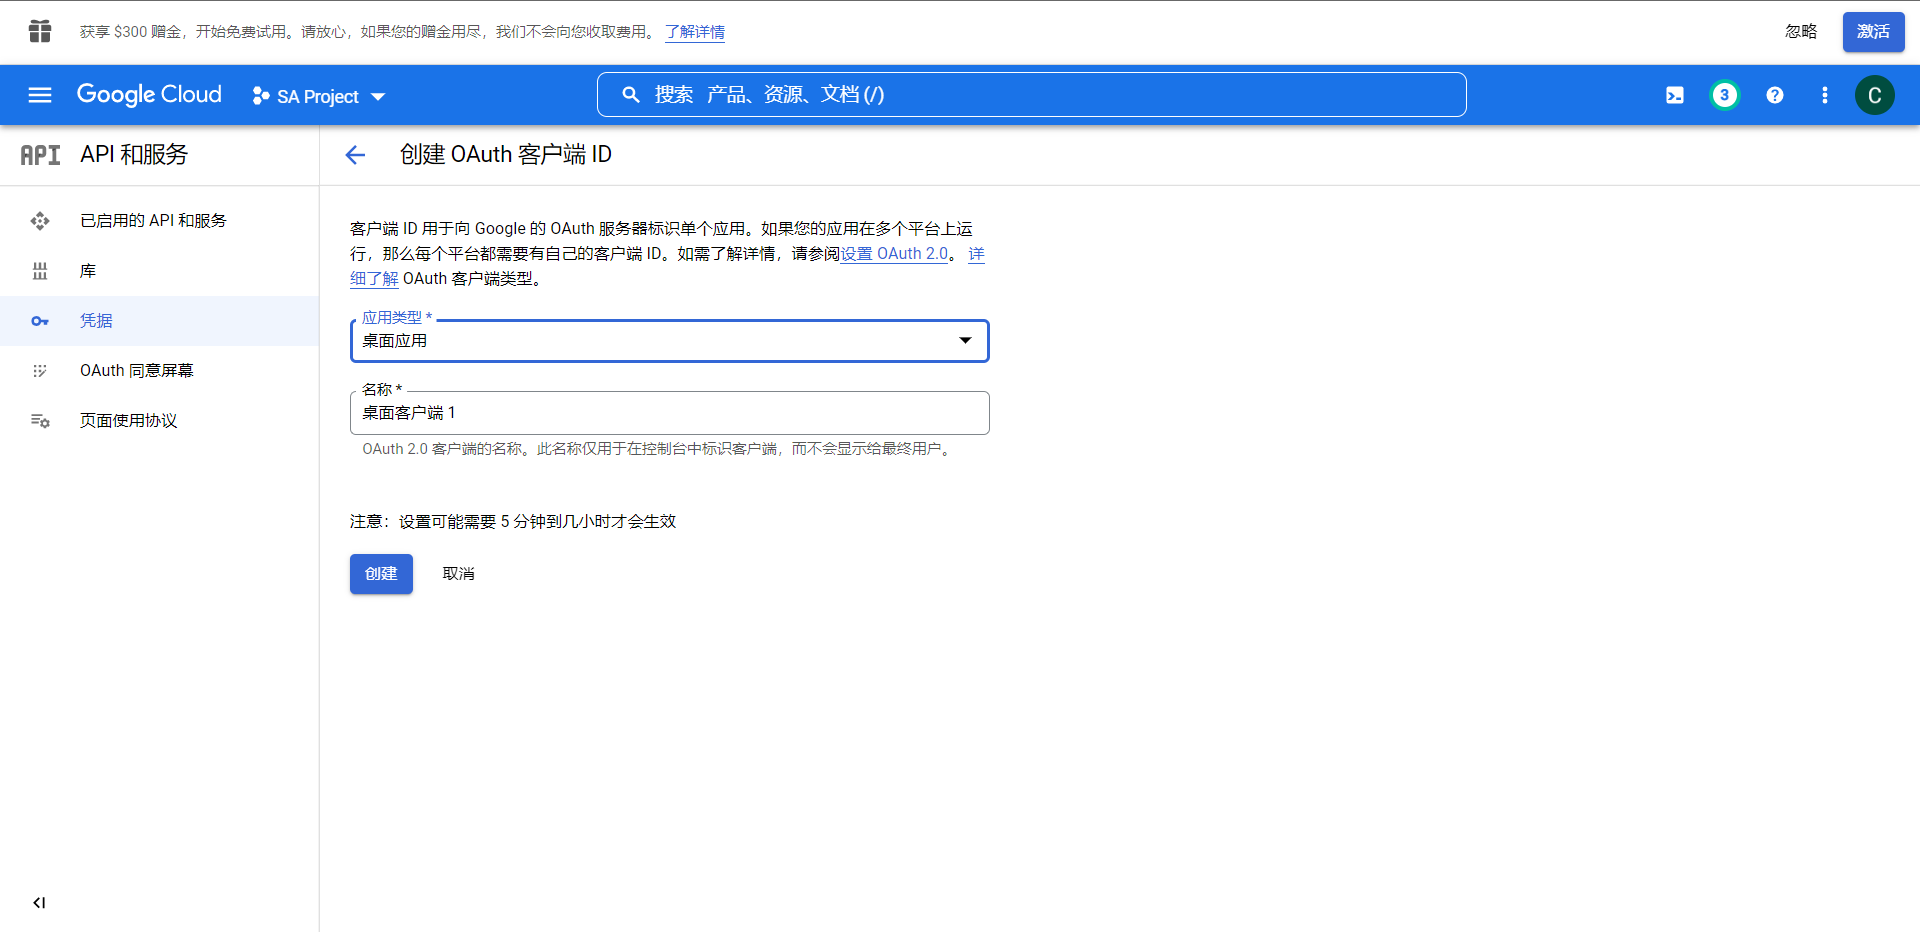 获享 $300 赠金，开始免费试用。请放心，如果您的赠金用尽，我们不会向您收取费用。 了解详情
忽略
激活
Google Cloud
SA Project
搜索 产品、资源、文档 (/)
3
C
API
API 和服务
创建 OAuth 客户端 ID
已启用的 API 和服务
库
凭据
OAuth 同意屏幕
页面使用协议
客户端 ID 用于向 Google 的 OAuth 服务器标识单个应用。如果您的应用在多个平台上运
行，那么每个平台都需要有自己的客户端 ID。如需了解详情，请参阅设置 OAuth 2.0。 详
细了解 OAuth 客户端类型。
应用类型 *
桌面应用
名称 *
桌面客户端 1
OAuth 2.0 客户端的名称。此名称仅用于在控制台中标识客户端，而不会显示给最终用户。
注意：设置可能需要 5 分钟到几小时才会生效
创建
取消